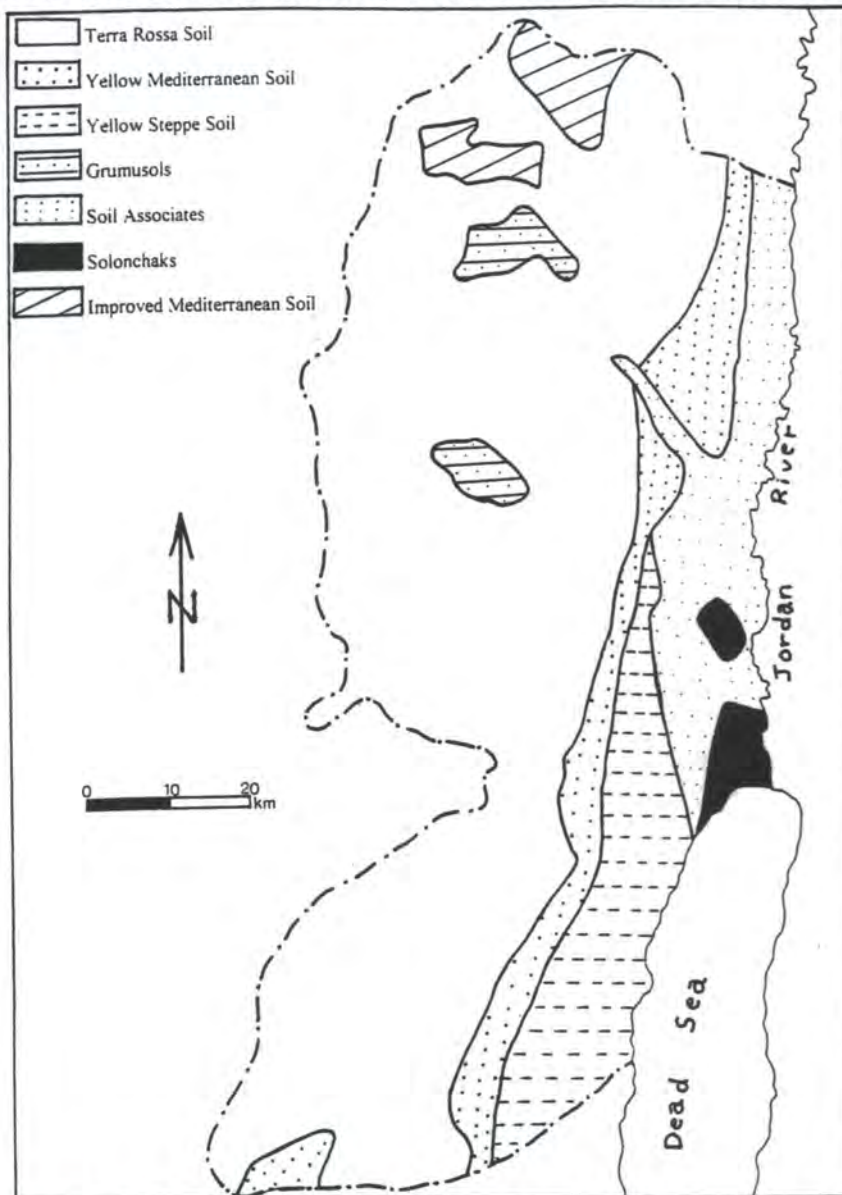 Terra Rossa Soil
Yellow Mediterranean Soil
Yellow Steppe Soil
Grumusols
Soil Associates
Solonchaks
Improved Mediterranean Soil
Jordan River
N
0 10 20
km
Dead Sea